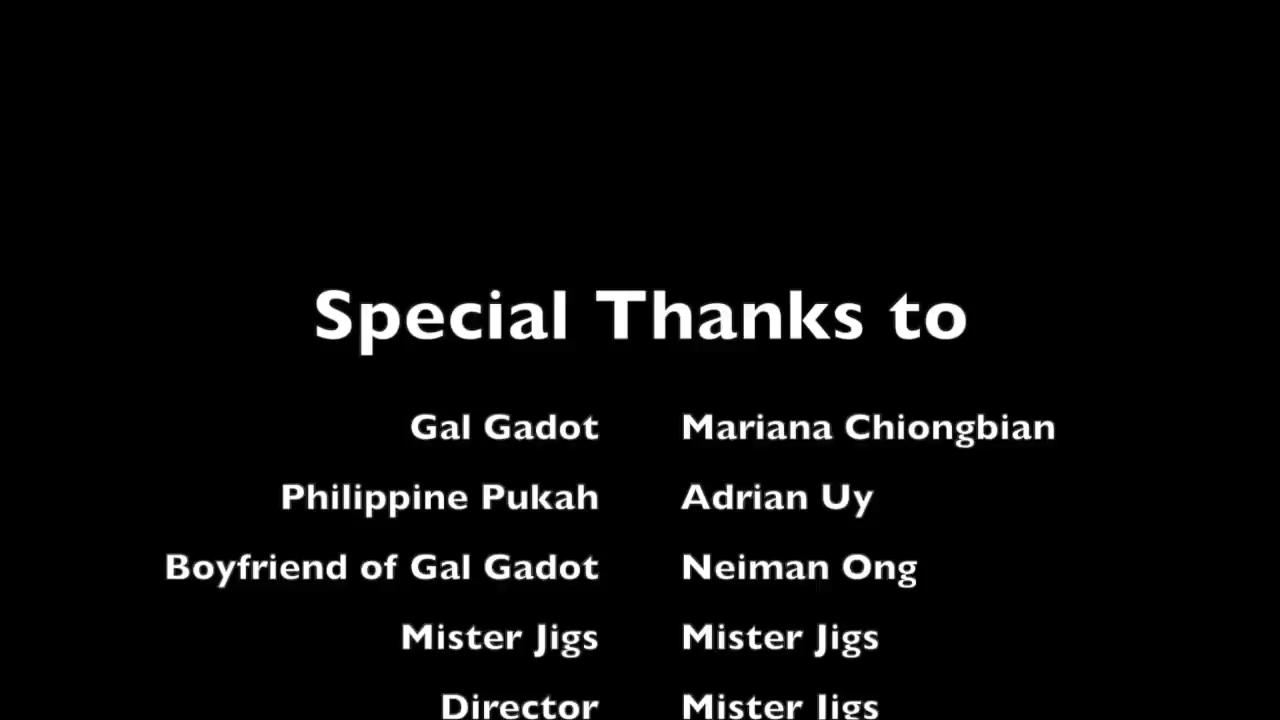 Special Thanks to
Gal Gadot Mariana Chiongbian
Philippine Pukah Adrian Uy
Boyfriend of Gal Gadot Neiman Ong
Mister Jigs Mister Jigs
Director Mister Jigs